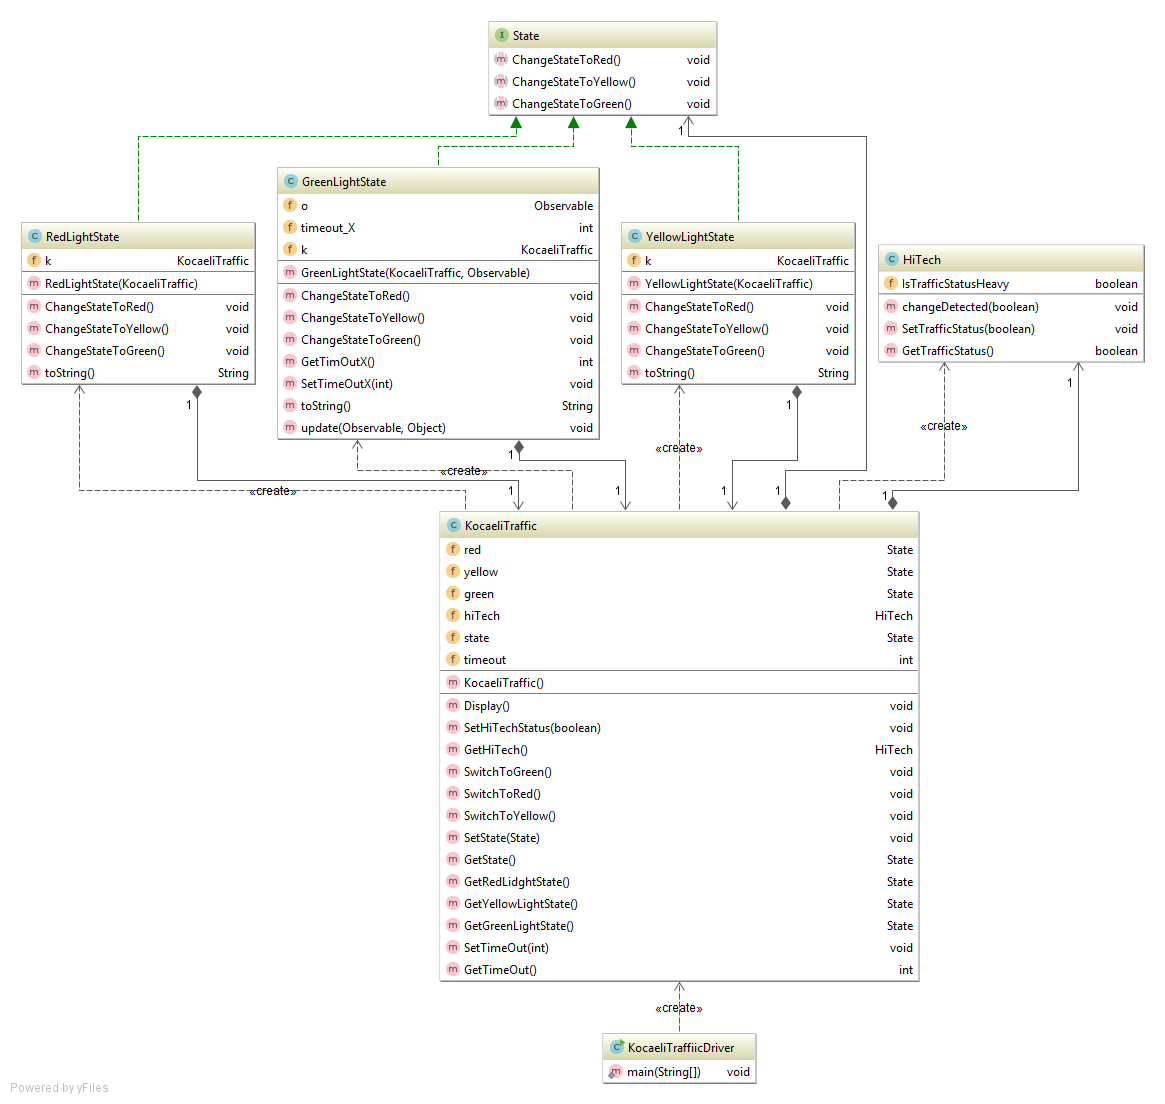 State
ChangeStateToRed() void
ChangeStateToYellow() void
ChangeStateToGreen() void
1
GreenLightState
o Observable
timeout_X int
k KocaeliTraffic
GreenLightState(KocaeliTraffic, Observable)
ChangeStateToRed() void
ChangeStateToYellow() void
ChangeStateToGreen() void
GetTimOutX() int
SetTimeOutX(int) void
toString() String
update(Observable, Object) void
RedLightState
k KocaeliTraffic
RedLightState(KocaeliTraffic)
ChangeStateToRed() void
ChangeStateToYellow() void
ChangeStateToGreen() void
toString() String
YellowLightState
k KocaeliTraffic
YellowLightState(KocaeliTraffic)
ChangeStateToRed() void
ChangeStateToYellow() void
ChangeStateToGreen() void
toString() String
HiTech
IsTrafficStatusHeavy boolean
changeDetected(boolean) void
SetTrafficStatus(boolean) void
GetTrafficStatus() boolean
1
1
1
«create»
«create»
1
«create»
«create»
1
1
1
1
1
KocaeliTraffic
red State
yellow State
green State
hiTech HiTech
state State
timeout int
KocaeliTraffic()
Display() void
SetHiTechStatus(boolean) void
GetHiTech() HiTech
SwitchToGreen() void
SwitchToRed() void
SwitchToYellow() void
SetState(State) void
GetState() State
GetRedLidghtState() State
GetYellowLightState() State
GetGreenLightState() State
SetTimeOut(int) void
GetTimeOut() int
«create»
KocaeliTraffiicDriver
main(String[]) void
Powered by yFiles